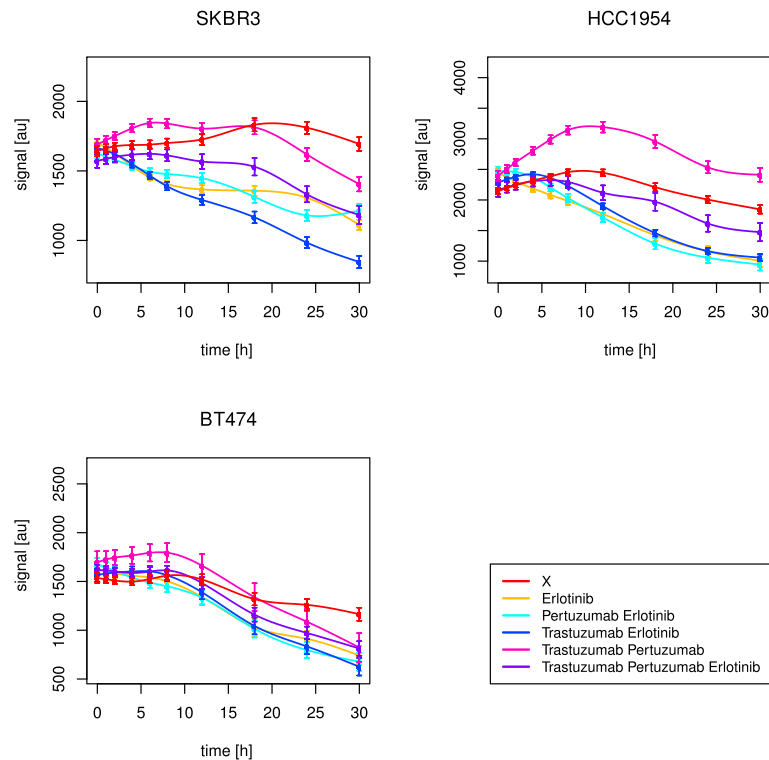 SKBR3
signal [au]
2000
1500
1000
0 5 10 15 20 25 30
time [h]
HCC1954
signal [au]
4000
3000
2000
1000
0 5 10 15 20 25 30
time [h]
BT474
signal [au]
2500
2000
1500
1000
500
0 5 10 15 20 25 30
time [h]
X
Erlotinib
Pertuzumab Erlotinib
Trastuzumab Erlotinib
Trastuzumab Pertuzumab
Trastuzumab Pertuzumab Erlotinib